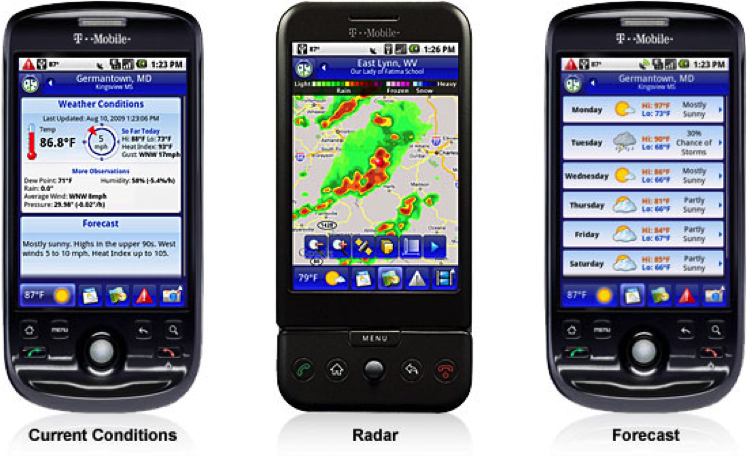 T··Mobile·
87°
1:23 PM
Germantown, MD
Kingsview MS
Weather Conditions
Last Updated: Aug 10, 2009 1:23:06 PM
Temp
86.8°F
5
mph
So Far Today
Hi: 88°F Lo: 73°F
Heat Index: 93°F
Gust: WNW 17mph
More Observations
Dew Point: 71°F Humidity: 58% (-5.4%/h)
Rain: 0.0"
Average Wind: WNW 8mph
Pressure: 29.98" (-0.02"/h)
Forecast
Mostly sunny. Highs in the upper 90s. West
winds 5 to 10 mph. Heat Index up to 105.
87°F
MENU
Current Conditions
T··Mobile·
87°
1:26 PM
East Lynn, WV
Our Lady of Fatima School
Light Heavy
Rain Frozen Snow
79°F
MENU
Radar
T··Mobile·
87°
1:23 PM
Germantown, MD
Kingsview MS
Monday Hi: 97°F Lo: 73°F Mostly Sunny
Tuesday Hi: 90°F Lo: 68°F 30% Chance of Storms
Wednesday Hi: 86°F Lo: 66°F Mostly Sunny
Thursday Hi: 81°F Lo: 66°F Partly Sunny
Friday Hi: 84°F Lo: 67°F Partly Sunny
Saturday Hi: 85°F Lo: 66°F Partly Sunny
87°F
MENU
Forecast